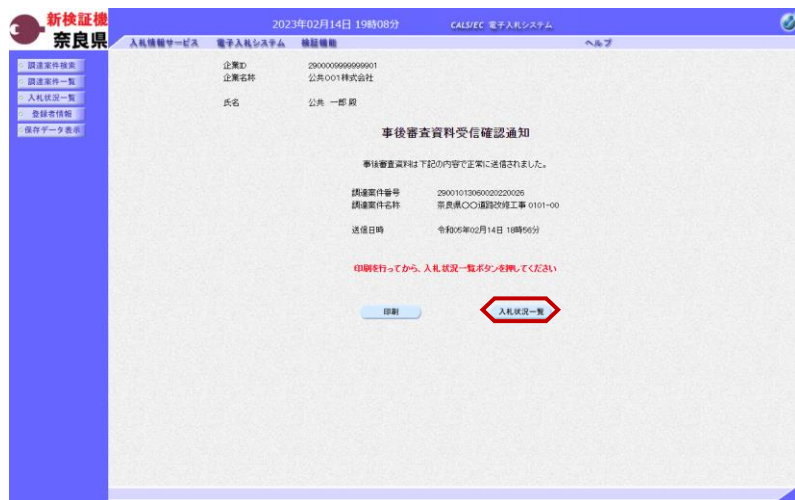 新検証機
奈良県
2023年02月14日 19時08分
CALS/EC 電子入札システム
入札情報サービス 電子入札システム 検証機能 ヘルプ
調達案件検索
調達案件一覧
入札状況一覧
登録者情報
保存データ表示
企業ID 2900009999999901
企業名称 公共001株式会社
氏名 公共 一郎 殿
事後審査資料受信確認通知
事後審査資料は下記の内容で正常に送信されました。
調達案件番号 29001013060020220026
調達案件名称 奈良県〇〇道路改修工事 0101-00
送信日時 令和05年02月14日 18時56分
印刷を行ってから、入札状況一覧ボタンを押してください
印刷 入札状況一覧